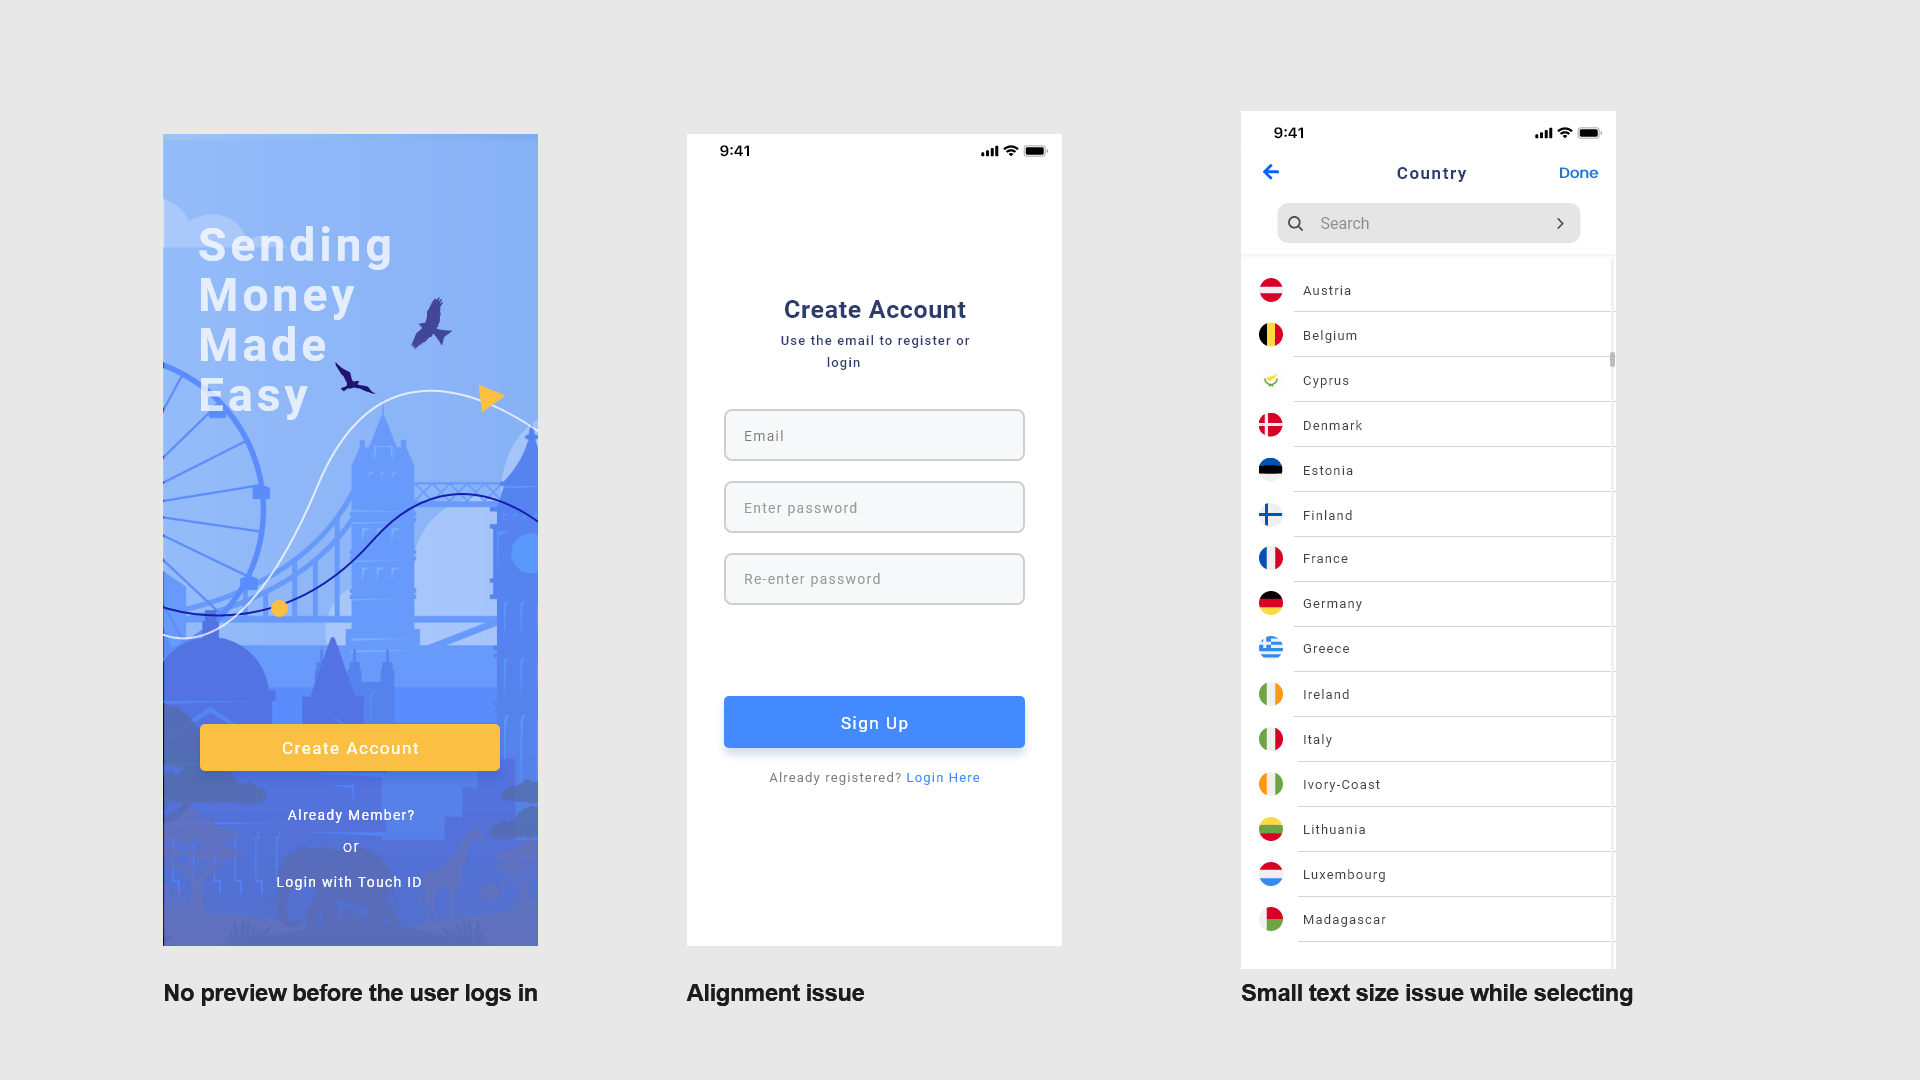 Sending
Money
Made
Easy
Create Account
Already Member?
or
Login with Touch ID
No preview before the user logs in
9:41
Create Account
Use the email to register or
login
Email
Enter password
Re-enter password
Sign Up
Already registered? Login Here
Alignment issue
9:41
Country
Done
Search
Austria
Belgium
Cyprus
Denmark
Estonia
Finland
France
Germany
Greece
Ireland
Italy
Ivory-Coast
Lithuania
Luxembourg
Madagascar
Small text size issue while selecting